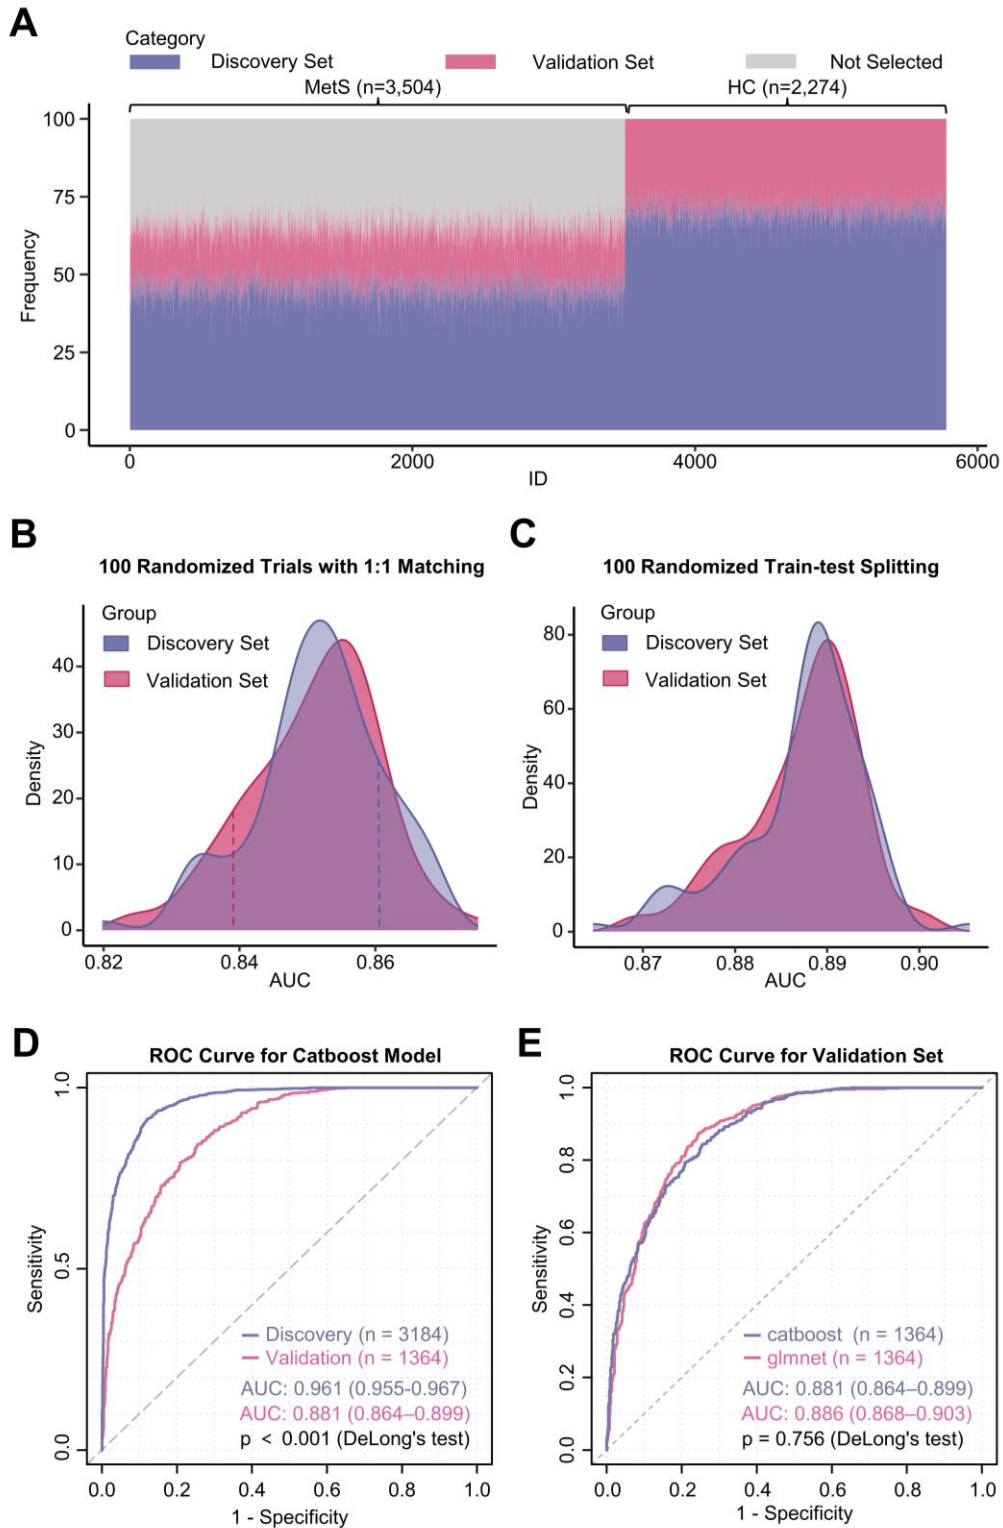 A
Category
Discovery Set
Validation Set
Not Selected
MetS (n=3,504)
HC (n=2,274)
100
75
50
25
0
Frequency
0
2000
4000
6000
ID
B
100 Randomized Trials with 1:1 Matching
Group
Discovery Set
Validation Set
40
30
20
10
0
Density
0.82
0.84
0.86
AUC
C
100 Randomized Train-test Splitting
Group
Discovery Set
Validation Set
80
60
40
20
0
Density
0.87
0.88
0.89
0.90
AUC
D
ROC Curve for Catboost Model
1.0
0.5
0.0
Sensitivity
Discovery (n = 3184)
Validation (n = 1364)
AUC: 0.961 (0.955-0.967)
AUC: 0.881 (0.864–0.899)
p < 0.001 (DeLong's test)
0.0
0.2
0.4
0.6
0.8
1.0
1 - Specificity
E
ROC Curve for Validation Set
1.0
0.8
0.6
0.4
0.2
0.0
Sensitivity
catboost (n = 1364)
glmnet (n = 1364)
AUC: 0.881 (0.864–0.899)
AUC: 0.886 (0.868–0.903)
p = 0.756 (DeLong's test)
0.0
0.2
0.4
0.6
0.8
1.0
1 - Specificity